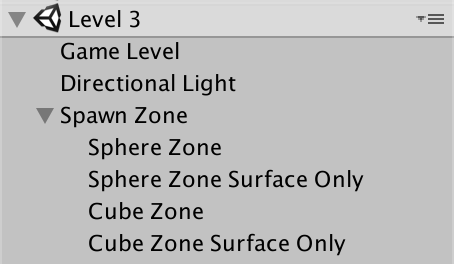 Level 3
Game Level
Directional Light
Spawn Zone
Sphere Zone
Sphere Zone Surface Only
Cube Zone
Cube Zone Surface Only